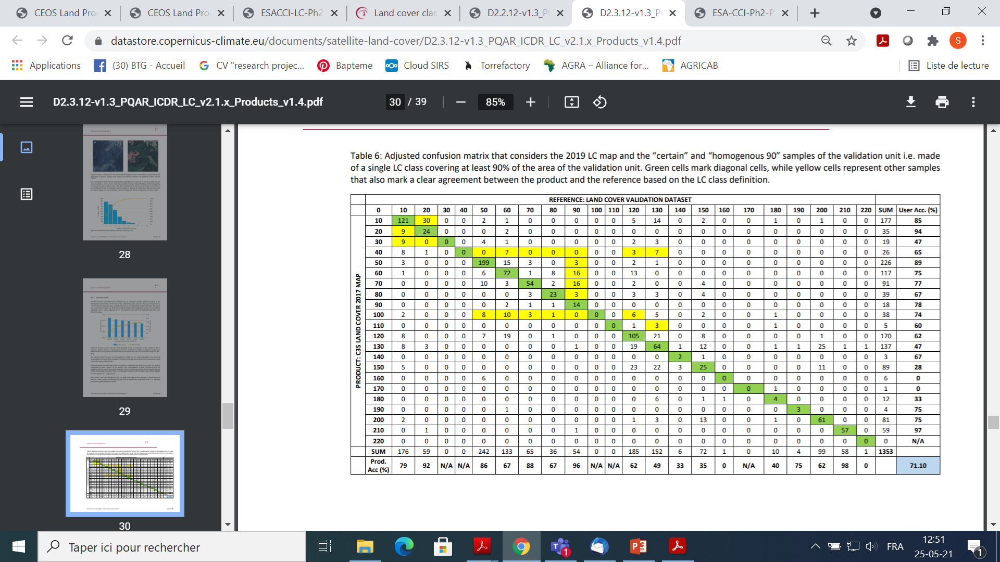 CEOS Land Pro CEOS Land Pro ESACCI-LC-Ph2 Land cover clas D2.2.12-v1.3_P D2.3.12-v1.3_P ESA-CCI-Ph2-P
datastore.copernicus-climate.eu/documents/satellite-land-cover/D2.3.12-v1.3_PQAR_ICDR_LC_v2.1.x_Products_v1.4.pdf S
Applications (30) BTG - Accueil CV "research projec... Bapteme Cloud SIRS Torrefactory AGRA – Alliance for... AGRICAB Liste de lecture
D2.3.12-v1.3_PQAR_ICDR_LC_v2.1.x_Products_v1.4.pdf 30 / 39 85%
28
29
30
Table 6: Adjusted confusion matrix that considers the 2019 LC map and the “certain” and “homogenous 90” samples of the validation unit i.e. made
of a single LC class covering at least 90% of the area of the validation unit. Green cells mark diagonal cells, while yellow cells represent other samples
that also mark a clear agreement between the product and the reference based on the LC class definition.
REFERENCE: LAND COVER VALIDATION DATASET
0 10 20 30 40 50 60 70 80 90 100 110 120 130 140 150 160 170 180 190 200 210 220 SUM User Acc. (%)
PRODUCT: C3S LAND COVER 2017 MAP
10 121 30 0 0 2 1 0 0 0 0 0 5 14 0 2 0 0 1 0 1 0 0 177 85
20 9 24 0 0 0 2 0 0 0 0 0 0 0 0 0 0 0 0 0 0 0 0 35 94
30 9 0 0 0 4 1 0 0 0 0 0 2 3 0 0 0 0 0 0 0 0 0 19 47
40 8 1 0 0 0 7 0 0 0 0 0 3 7 0 0 0 0 0 0 0 0 0 26 65
50 3 0 0 0 199 15 3 0 3 0 0 2 1 0 0 0 0 0 0 0 0 0 226 89
60 1 0 0 0 6 72 1 8 16 0 0 13 0 0 0 0 0 0 0 0 0 0 117 75
70 0 0 0 0 10 3 54 2 16 0 0 2 0 0 4 0 0 0 0 0 0 0 91 77
80 0 0 0 0 0 0 3 23 3 0 0 3 3 0 4 0 0 0 0 0 0 0 39 67
90 0 0 0 0 0 2 1 1 14 0 0 0 0 0 0 0 0 0 0 0 0 0 18 78
100 2 0 0 0 8 10 3 1 0 0 0 6 5 0 2 0 0 1 0 0 0 0 38 74
110 0 0 0 0 0 0 0 0 0 0 0 1 3 0 0 0 0 1 0 0 0 0 5 60
120 8 0 0 0 7 19 0 1 0 0 0 105 21 0 8 0 0 0 0 1 0 0 170 62
130 8 3 0 0 0 0 0 0 1 0 0 19 64 1 12 0 0 1 1 25 1 1 137 47
140 0 0 0 0 0 0 0 0 0 0 0 0 0 2 1 0 0 0 0 0 0 0 3 67
150 5 0 0 0 0 0 0 0 0 0 0 23 22 3 25 0 0 0 0 11 0 0 89 28
160 0 0 0 0 6 0 0 0 0 0 0 0 0 0 0 0 0 0 0 0 0 0 6 0
170 0 0 0 0 0 0 0 0 0 0 0 0 0 0 0 0 0 1 0 0 0 0 1 0
180 0 0 0 0 0 0 0 0 0 0 0 0 6 0 1 1 0 4 0 0 0 0 12 33
190 0 0 0 0 0 1 0 0 0 0 0 0 0 0 0 0 0 0 3 0 0 0 4 75
200 2 0 0 0 0 0 0 0 0 0 0 1 3 0 13 0 0 1 0 61 0 0 81 75
210 0 1 0 0 0 0 0 0 1 0 0 0 0 0 0 0 0 0 0 0 57 0 59 97
220 0 0 0 0 0 0 0 0 0 0 0 0 0 0 0 0 0 0 0 0 0 0 0 N/A
SUM 176 59 0 0 242 133 65 36 54 0 0 185 152 6 72 1 0 10 4 99 58 1 1353
Prod. Acc (%) 79 92 N/A N/A 86 67 88 67 96 N/A N/A 62 49 33 35 0 N/A 40 75 62 98 0 71.10
Taper ici pour rechercher 1 FRA 12:51
25-05-21 1